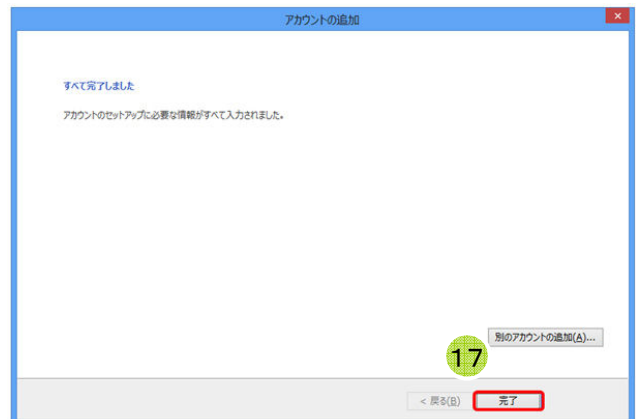 アカウントの追加
すべて完了しました
アカウントのセットアップに必要な情報がすべて入力されました。
別のアカウントの追加(A)...
17
< 戻る(B)
完了